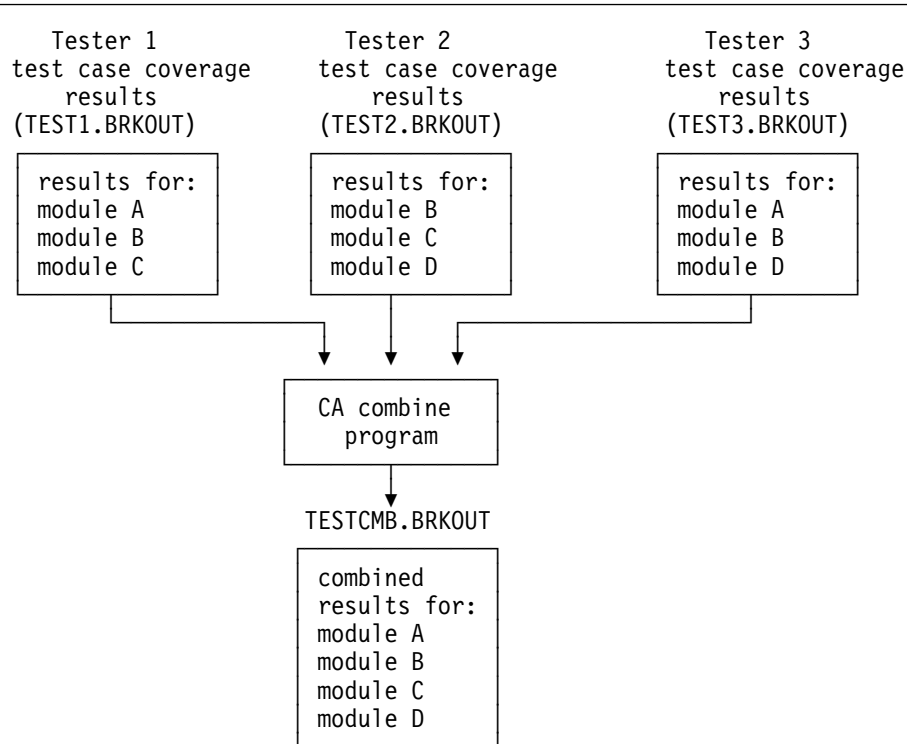 Tester 1
test case coverage
results
(TEST1.BRKOUT)
results for:
module A
module B
module C
Tester 2
test case coverage
results
(TEST2.BRKOUT)
results for:
module B
module C
module D
Tester 3
test case coverage
results
(TEST3.BRKOUT)
results for:
module A
module B
module D
CA combine
program
TESTCMB.BRKOUT
combined
results for:
module A
module B
module C
module D